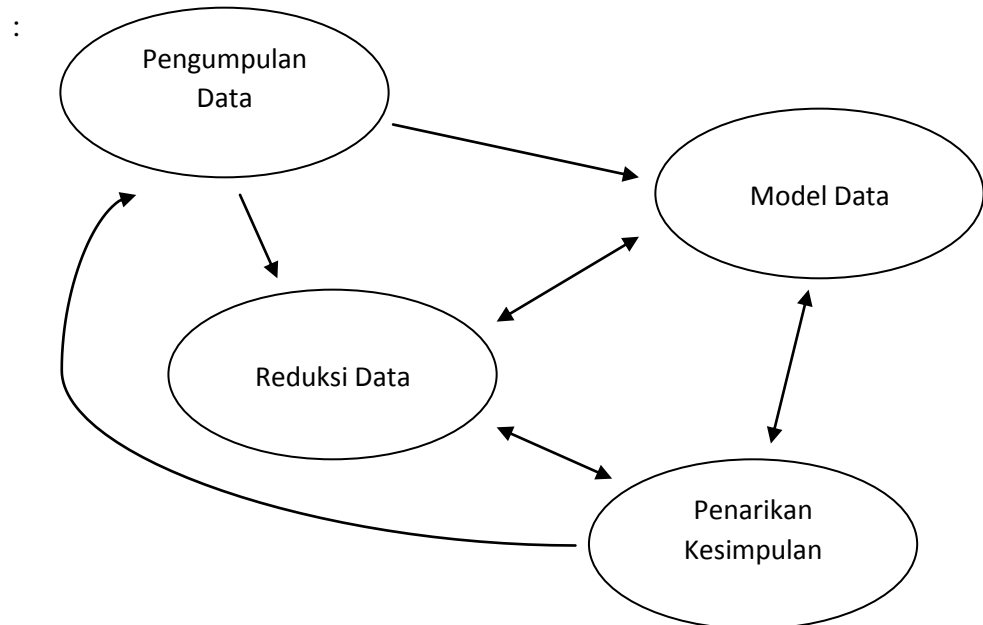 :
Pengumpulan
Data
Model Data
Reduksi Data
Penarikan
Kesimpulan